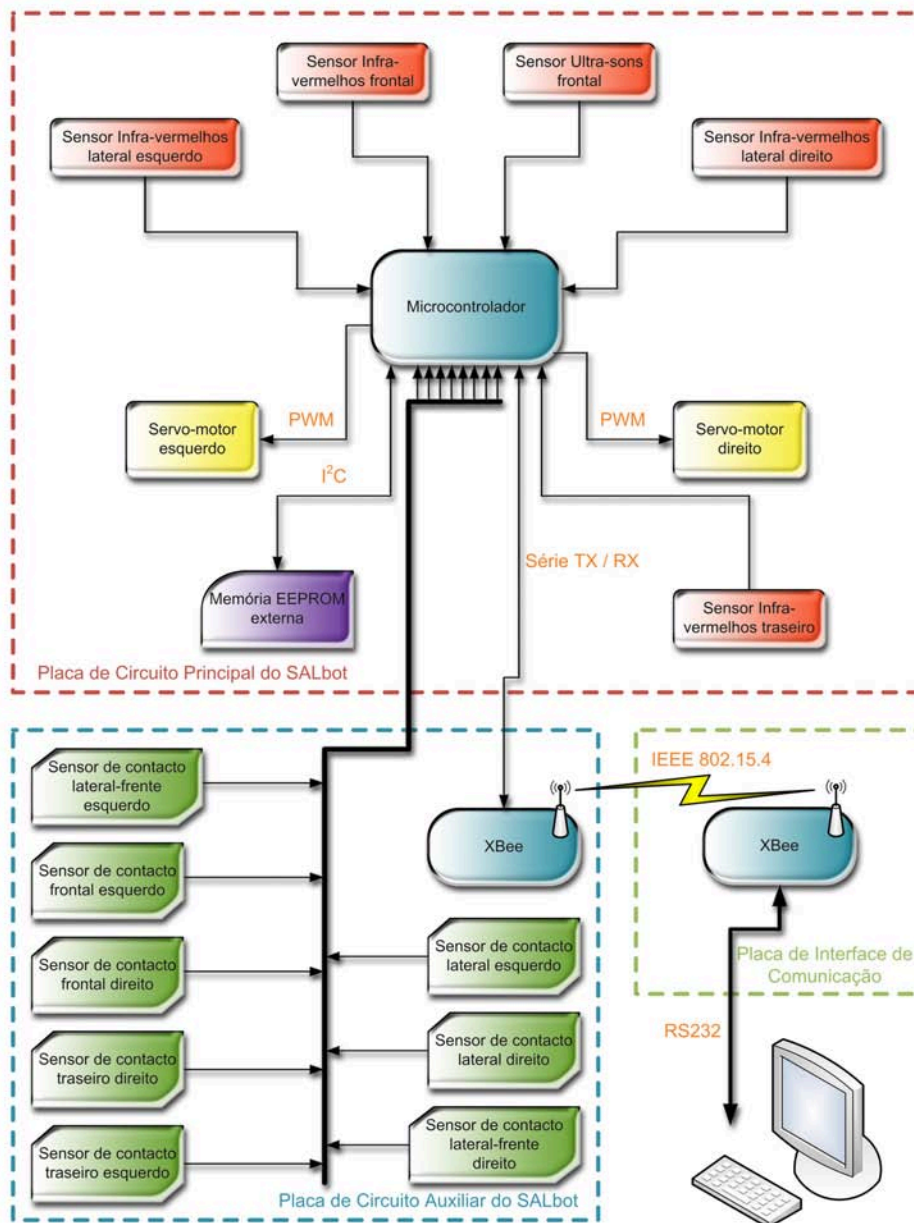 Sensor Infra-
vermelhos frontal
Sensor Ultra-sons
frontal
Sensor Infra-vermelhos
lateral esquerdo
Sensor Infra-vermelhos
lateral direito
Microcontrolador
PWM
PWM
Servo-motor
esquerdo
Servo-motor
direito
I²C
Série TX / RX
Memória EEPROM
externa
Sensor Infra-
vermelhos traseiro
Placa de Circuito Principal do SALbot
Sensor de contacto
lateral-frente
esquerdo
IEEE 802.15.4
XBee
XBee
Sensor de contacto
frontal esquerdo
Sensor de contacto
lateral esquerdo
Sensor de contacto
frontal direito
Placa de Interface de
Comunicação
RS232
Sensor de contacto
traseiro direito
Sensor de contacto
lateral direito
Sensor de contacto
traseiro esquerdo
Sensor de contacto
lateral-frente
direito
Placa de Circuito Auxiliar do SALbot